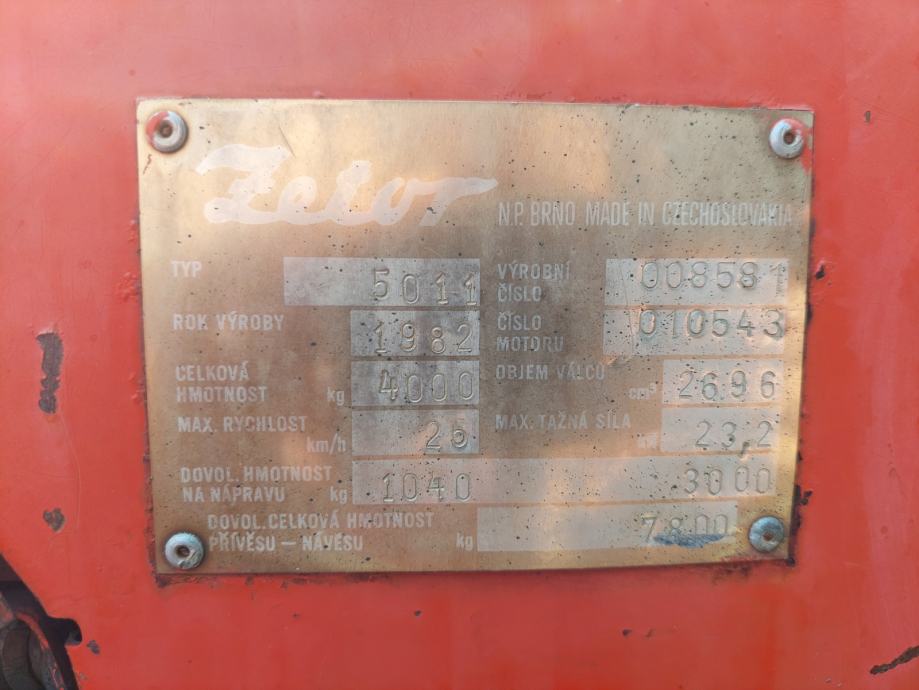 Zetor
N.P. BRNO MADE IN CZECHOSLOVAKIA
TYP 5011
ROK VÝROBY 1982
CELKOVÁ
HMOTNOST kg 4000
MAX. RYCHLOST
km/h 25
VÝROBNÍ
ČÍSLO 008581
ČÍSLO
MOTORU 010543
OBJEM VÁLCŮ
cm³ 2696
MAX. TAŽNÁ SÍLA
23,2
DOVOL. HMOTNOST
NA NÁPRAVU kg 1040 3000
DOVOL. CELKOVÁ HMOTNOST
PŘÍVĚSU – NÁVĚSU kg 7800